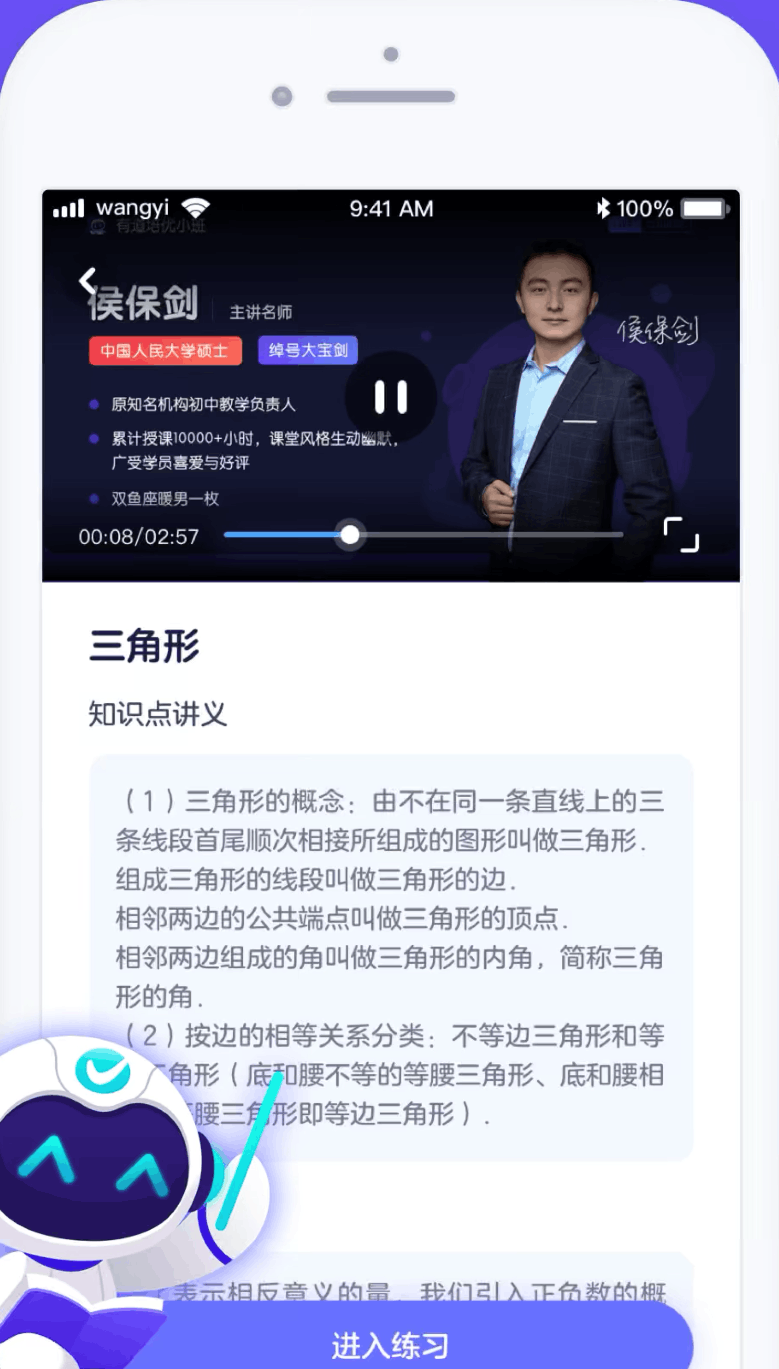 wangyi
9:41 AM
100%
有道培优小班
侯保剑
主讲名师
侯保剑
中国人民大学硕士
绰号大宝剑
原知名机构初中教学负责人
累计授课10000+小时，课堂风格生动幽默，
广受学员喜爱与好评
双鱼座暖男一枚
00:08/02:57
三角形
知识点讲义
（1）三角形的概念：由不在同一条直线上的三
条线段首尾顺次相接所组成的图形叫做三角形．
组成三角形的线段叫做三角形的边．
相邻两边的公共端点叫做三角形的顶点．
相邻两边组成的角叫做三角形的内角，简称三角
形的角．
（2）按边的相等关系分类：不等边三角形和等
角形（底和腰不等的等腰三角形、底和腰相
腰三角形即等边三角形）．
表示相反意义的量，我们引入正负数的概
进入练习